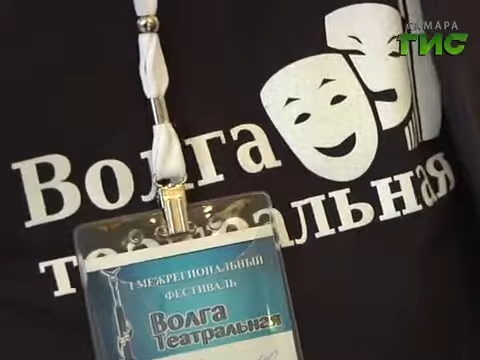 САМАРА
ГИС
Волга
театральная
I МЕЖРЕГИОНАЛЬНЫЙ
ФЕСТИВАЛЬ
Волга
Театральная